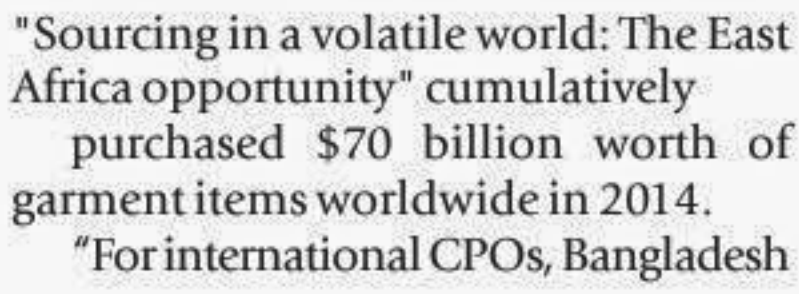 "Sourcing in a volatile world: The East
Africa opportunity" cumulatively
purchased $70 billion worth of
garment items worldwide in 2014.
“For international CPOs, Bangladesh